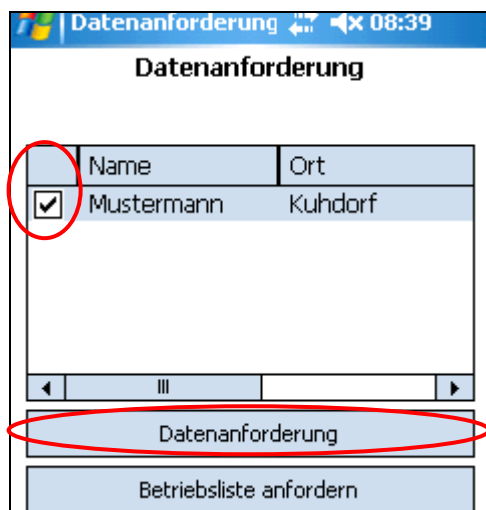 Datenanforderung 08:39
Datenanforderung
Name Ort
Mustermann Kuhdorf
Datenanforderung
Betriebsliste anfordern